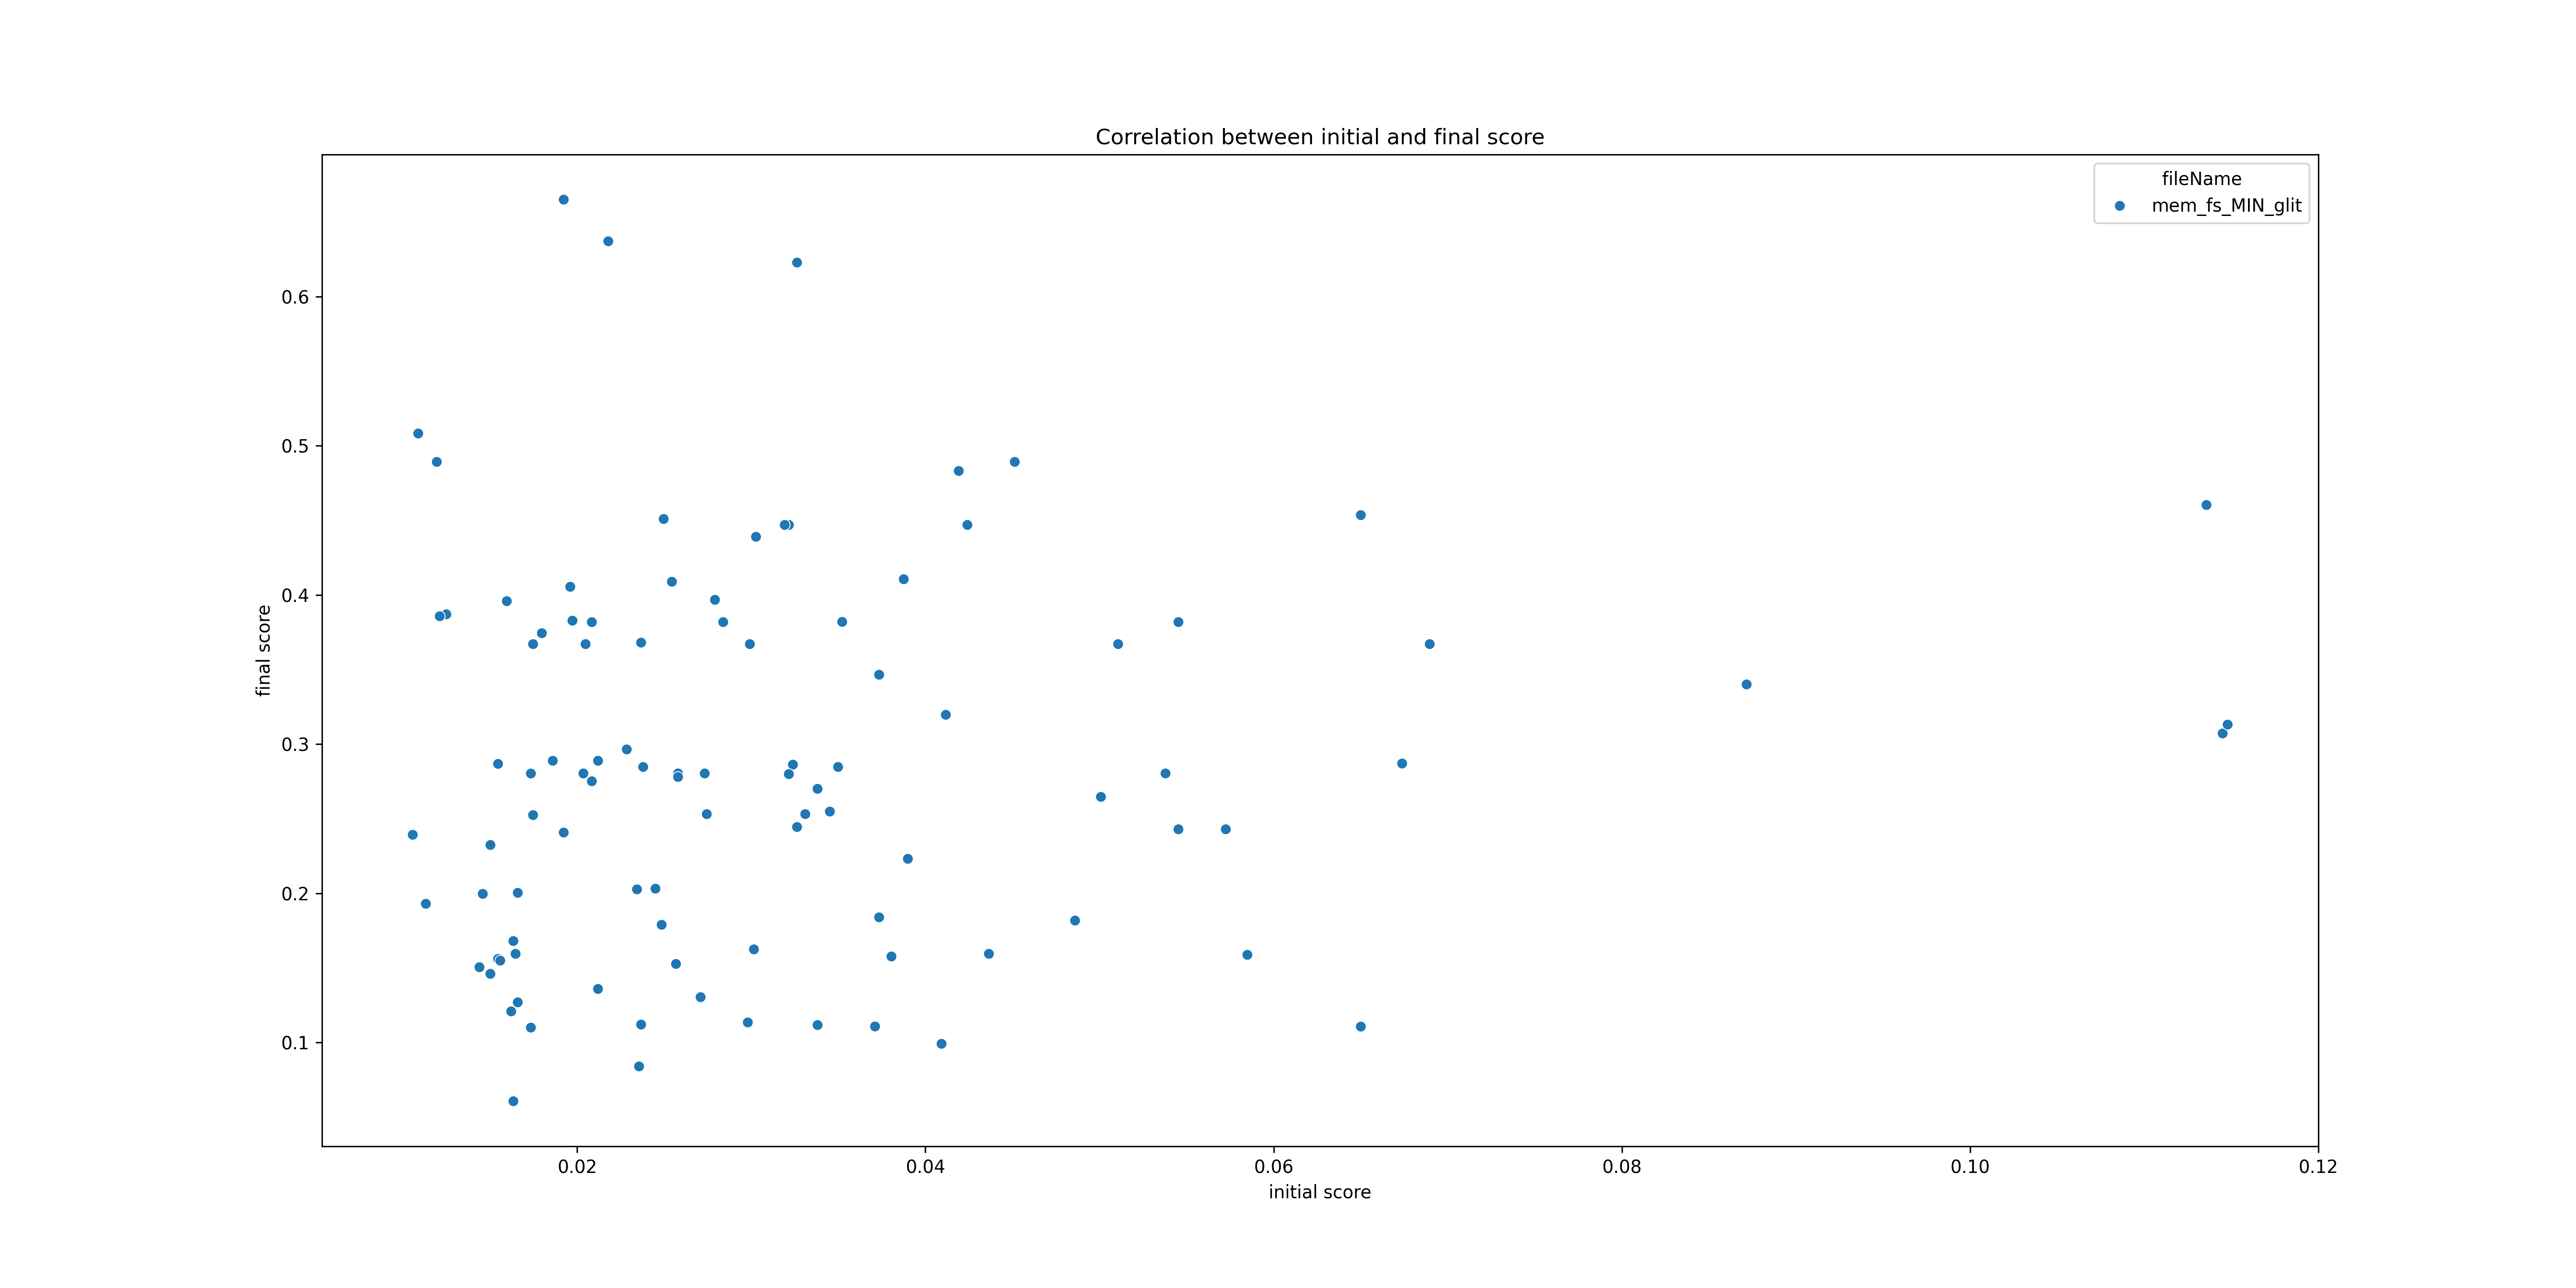 Correlation between initial and final score
fileName
mem_fs_MIN_glit
0.6
0.5
0.4
0.3
0.2
0.1
final score
0.02
0.04
0.06
0.08
0.10
0.12
initial score